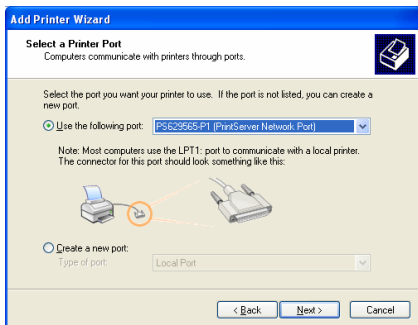 Add Printer Wizard
Select a Printer Port
Computers communicate with printers through ports.
Select the port you want your printer to use. If the port is not listed, you can create a
new port.
Use the following port: PS629565-P1 (PrintServer Network Port)
Note: Most computers use the LPT1: port to communicate with a local printer.
The connector for this port should look something like this:
Create a new port:
Type of port: Local Port
< Back Next > Cancel